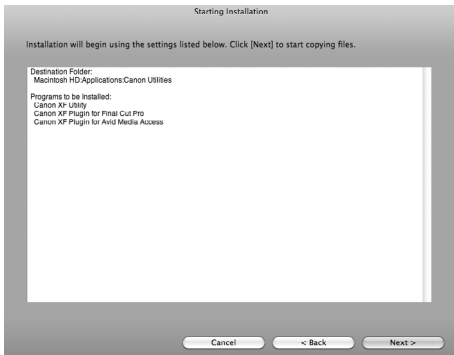 Starting Installation
Installation will begin using the settings listed below. Click [Next] to start copying files.
Destination Folder:
Macintosh HD:Applications:Canon Utilities
Programs to be Installed:
Canon XF Utility
Canon XF Plugin for Final Cut Pro
Canon XF Plugin for Avid Media Access
Cancel
< Back
Next >